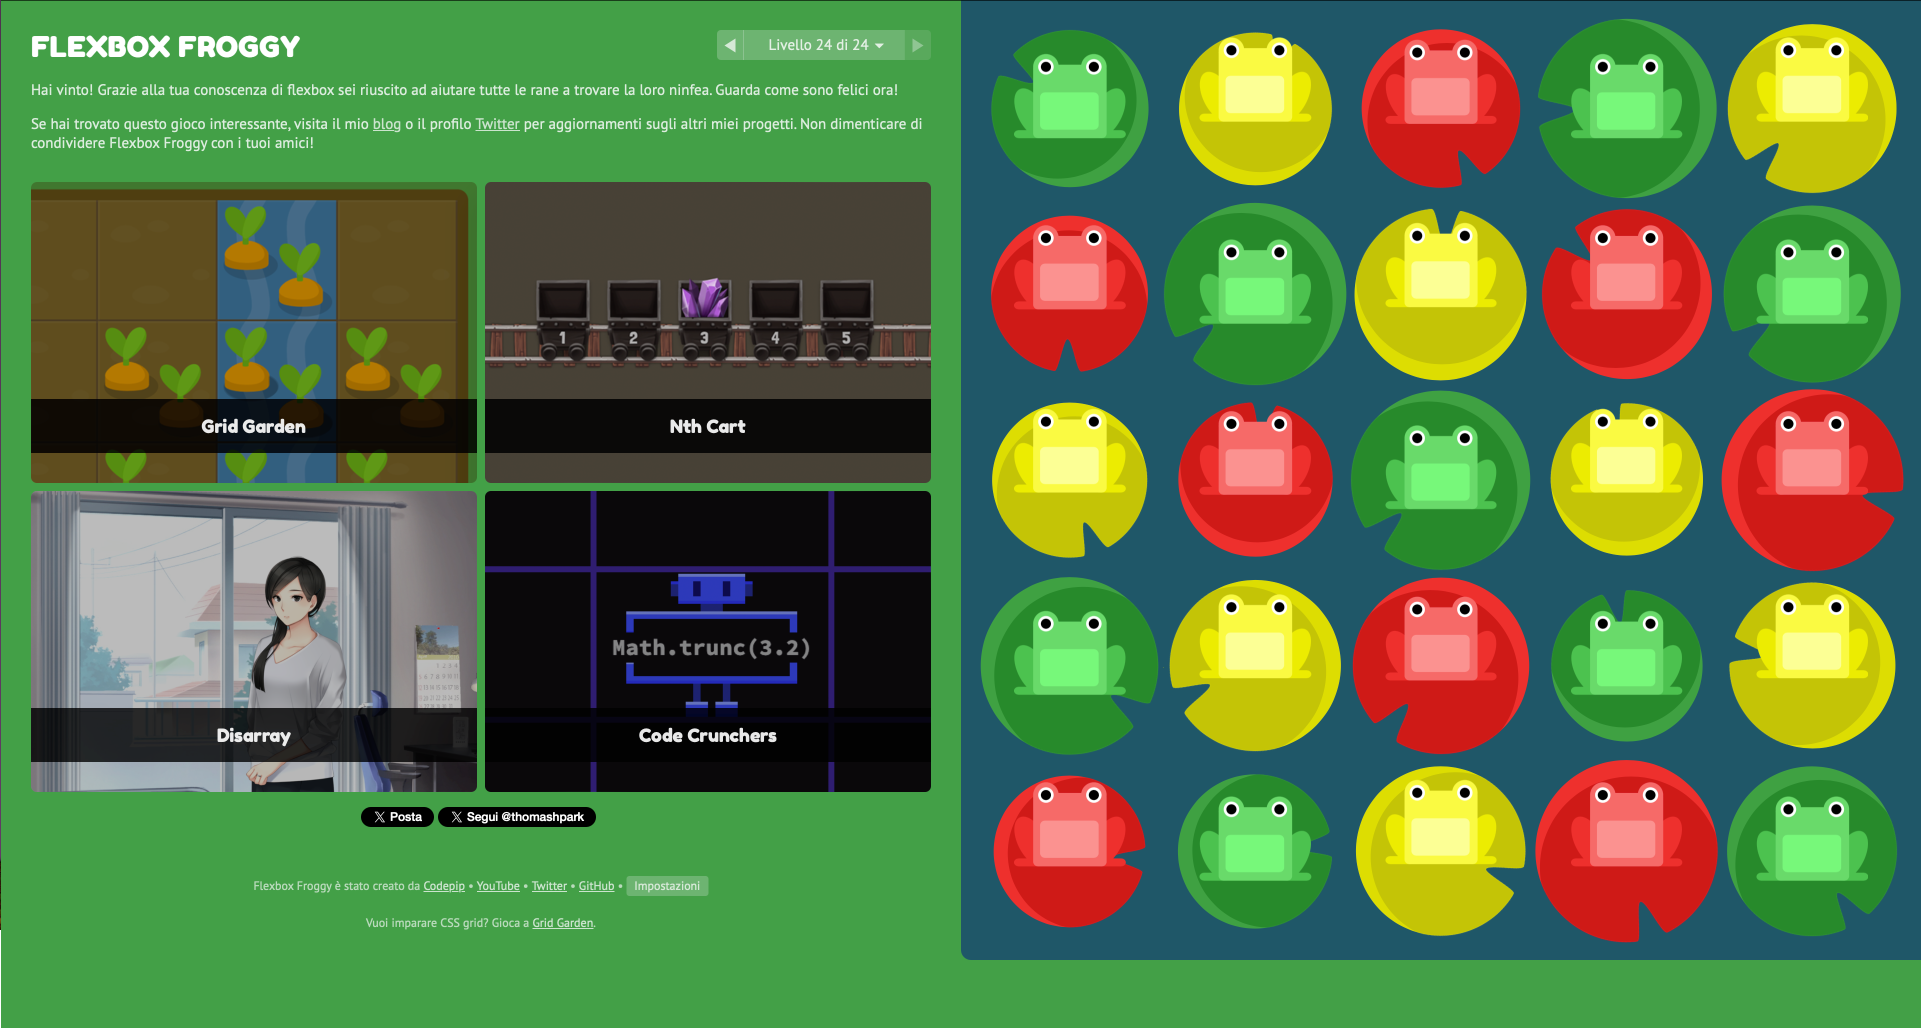 FLEXBOX FROGGY
Livello 24 di 24
Hai vinto! Grazie alla tua conoscenza di flexbox sei riuscito ad aiutare tutte le rane a trovare la loro ninfea. Guarda come sono felici ora!
Se hai trovato questo gioco interessante, visita il mio blog o il profilo Twitter per aggiornamenti sugli altri miei progetti. Non dimenticare di
condividere Flexbox Froggy con i tuoi amici!
1 2 3 4 5
Grid Garden
Nth Cart
Math.trunc(3.2)
Disarray
Code Crunchers
Posta
Segui @thomashpark
Flexbox Froggy è stato creato da Codepip • YouTube • Twitter • GitHub • Impostazioni
Vuoi imparare CSS grid? Gioca a Grid Garden.